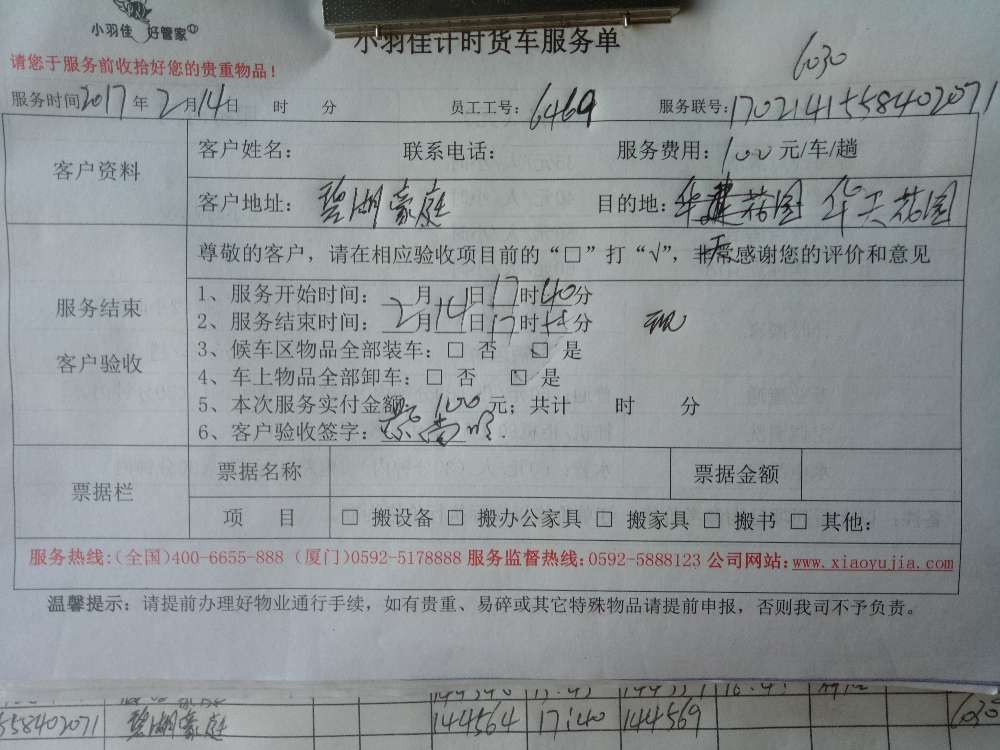 小羽佳 好管家
小羽佳计时货车服务单
6030
请您于服务前收拾好您的贵重物品！
服务时间2017年2月14日 时 分 员工工号：6469 服务联号：1702141558402071
客户资料
客户姓名： 联系电话： 服务费用：100元/车/趟
客户地址：碧湖豪庭 目的地：华建花园 华天花园
尊敬的客户，请在相应验收项目前的“□”打“√”，非常感谢您的评价和意见
服务结束
客户验收
1、服务开始时间： 月 日17时40分
2、服务结束时间：2月14日17时 分
3、候车区物品全部装车：□ 否 ☑ 是
4、车上物品全部卸车：□ 否 ☑ 是
5、本次服务实付金额：100元；共计 时 分
6、客户验收签字：
票据栏
票据名称 票据金额
项 目 □ 搬设备 □ 搬办公家具 □ 搬家具 □ 搬书 □ 其他：
服务热线：(全国)400-6655-888 (厦门)0592-5178888 服务监督热线：0592-5888123 公司网站：www.xiaoyujia.com
温馨提示：请提前办理好物业通行手续，如有贵重、易碎或其它特殊物品请提前申报，否则我司不予负责。
558402071 碧湖豪庭 144564 17:40 144569 6030